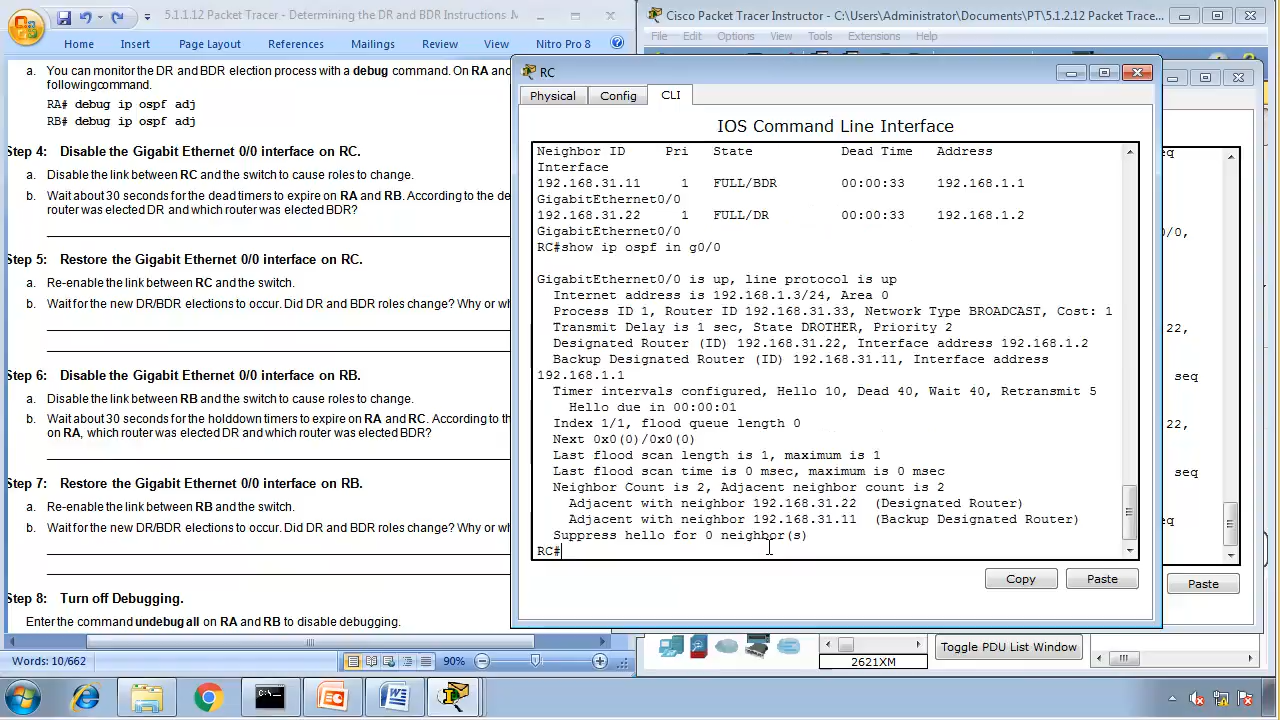 5.1.1.12 Packet Tracer - Determining the DR and BDR Instructions
Home Insert Page Layout References Mailings Review View Nitro Pro 8
a. You can monitor the DR and BDR election process with a debug command. On RA and
following command.
RA# debug ip ospf adj
RB# debug ip ospf adj
Step 4: Disable the Gigabit Ethernet 0/0 interface on RC.
a. Disable the link between RC and the switch to cause roles to change.
b. Wait about 30 seconds for the dead timers to expire on RA and RB. According to the de
router was elected DR and which router was elected BDR?
Step 5: Restore the Gigabit Ethernet 0/0 interface on RC.
a. Re-enable the link between RC and the switch.
b. Wait for the new DR/BDR elections to occur. Did DR and BDR roles change? Why or wh
Step 6: Disable the Gigabit Ethernet 0/0 interface on RB.
a. Disable the link between RB and the switch to cause roles to change.
b. Wait about 30 seconds for the holddown timers to expire on RA and RC. According to the
on RA, which router was elected DR and which router was elected BDR?
Step 7: Restore the Gigabit Ethernet 0/0 interface on RB.
a. Re-enable the link between RB and the switch.
b. Wait for the new DR/BDR elections to occur. Did DR and BDR roles change? Why or wh
Step 8: Turn off Debugging.
Enter the command undebug all on RA and RB to disable debugging.
Words: 10/662
90%
Cisco Packet Tracer Instructor - C:\Users\Administrator\Documents\PT\5.1.2.12 Packet Trace...
File Edit Options View Tools Extensions Help
RC
Physical Config CLI
IOS Command Line Interface
Neighbor ID Pri State Dead Time Address
Interface
192.168.31.11 1 FULL/BDR 00:00:33 192.168.1.1
GigabitEthernet0/0
192.168.31.22 1 FULL/DR 00:00:33 192.168.1.2
GigabitEthernet0/0
RC#show ip ospf in g0/0
GigabitEthernet0/0 is up, line protocol is up
Internet address is 192.168.1.3/24, Area 0
Process ID 1, Router ID 192.168.31.33, Network Type BROADCAST, Cost: 1
Transmit Delay is 1 sec, State DROTHER, Priority 2
Designated Router (ID) 192.168.31.22, Interface address 192.168.1.2
Backup Designated Router (ID) 192.168.31.11, Interface address
192.168.1.1
Timer intervals configured, Hello 10, Dead 40, Wait 40, Retransmit 5
Hello due in 00:00:01
Index 1/1, flood queue length 0
Next 0x0(0)/0x0(0)
Last flood scan length is 1, maximum is 1
Last flood scan time is 0 msec, maximum is 0 msec
Neighbor Count is 2, Adjacent neighbor count is 2
Adjacent with neighbor 192.168.31.22 (Designated Router)
Adjacent with neighbor 192.168.31.11 (Backup Designated Router)
Suppress hello for 0 neighbor(s)
RC#
Copy Paste
eq
0/0,
22,
seq
22,
seq
eq
Paste
2621XM
Toggle PDU List Window